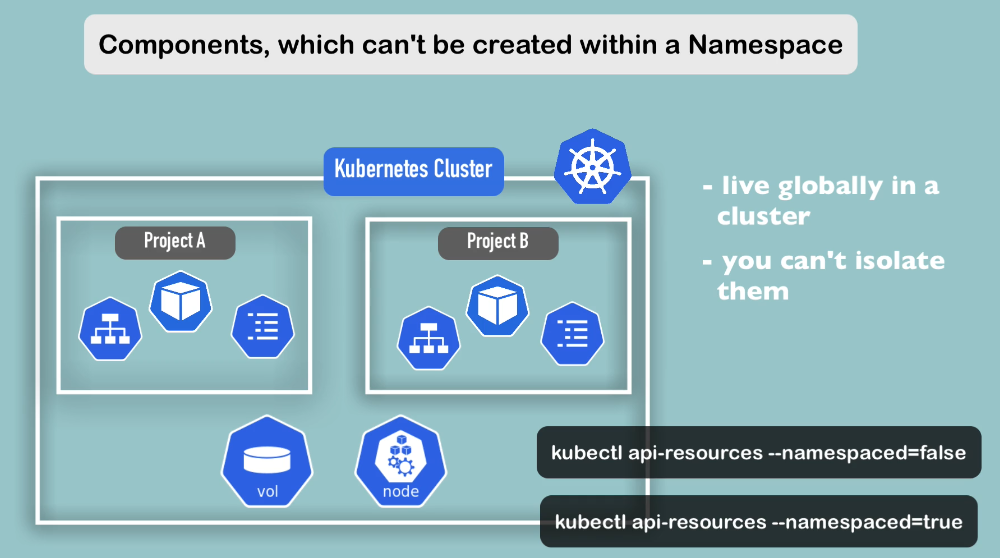 Components, which can't be created within a Namespace
Kubernetes Cluster
Project A
Project B
vol
node
- live globally in a
cluster
- you can't isolate
them
kubectl api-resources --namespaced=false
kubectl api-resources --namespaced=true